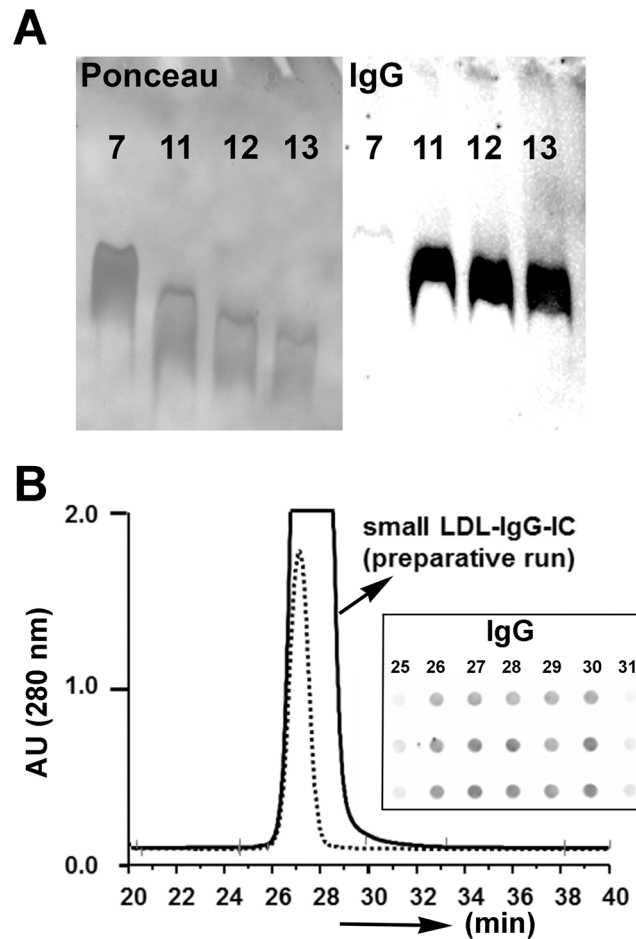 A
Ponceau
IgG
7 11 12 13
7 11 12 13
B
2.0
small LDL-IgG-IC
(preparative run)
IgG
25 26 27 28 29 30 31
1.0
AU (280 nm)
0.0
20 22 24 26 28 30 32 34 36 38 40
(min)